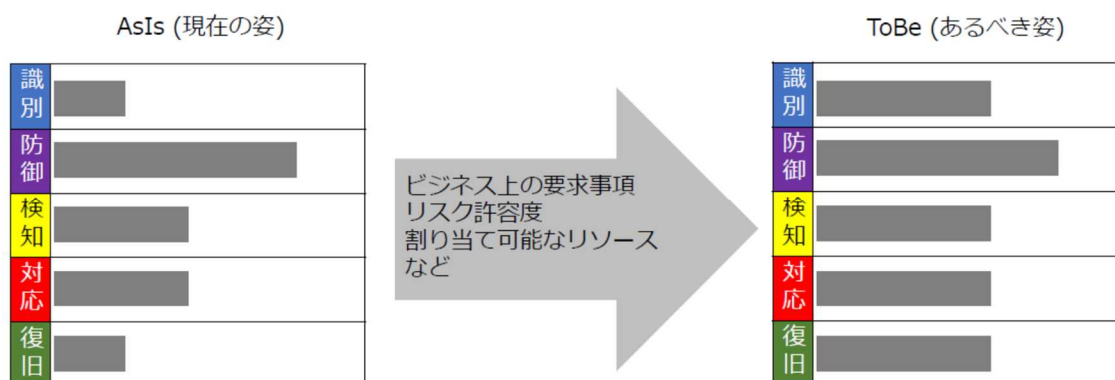 AsIs (現在の姿)
識別
防御
検知
対応
復旧
ビジネス上の要求事項
リスク許容度
割り当て可能なリソース
など
ToBe (あるべき姿)
識別
防御
検知
対応
復旧